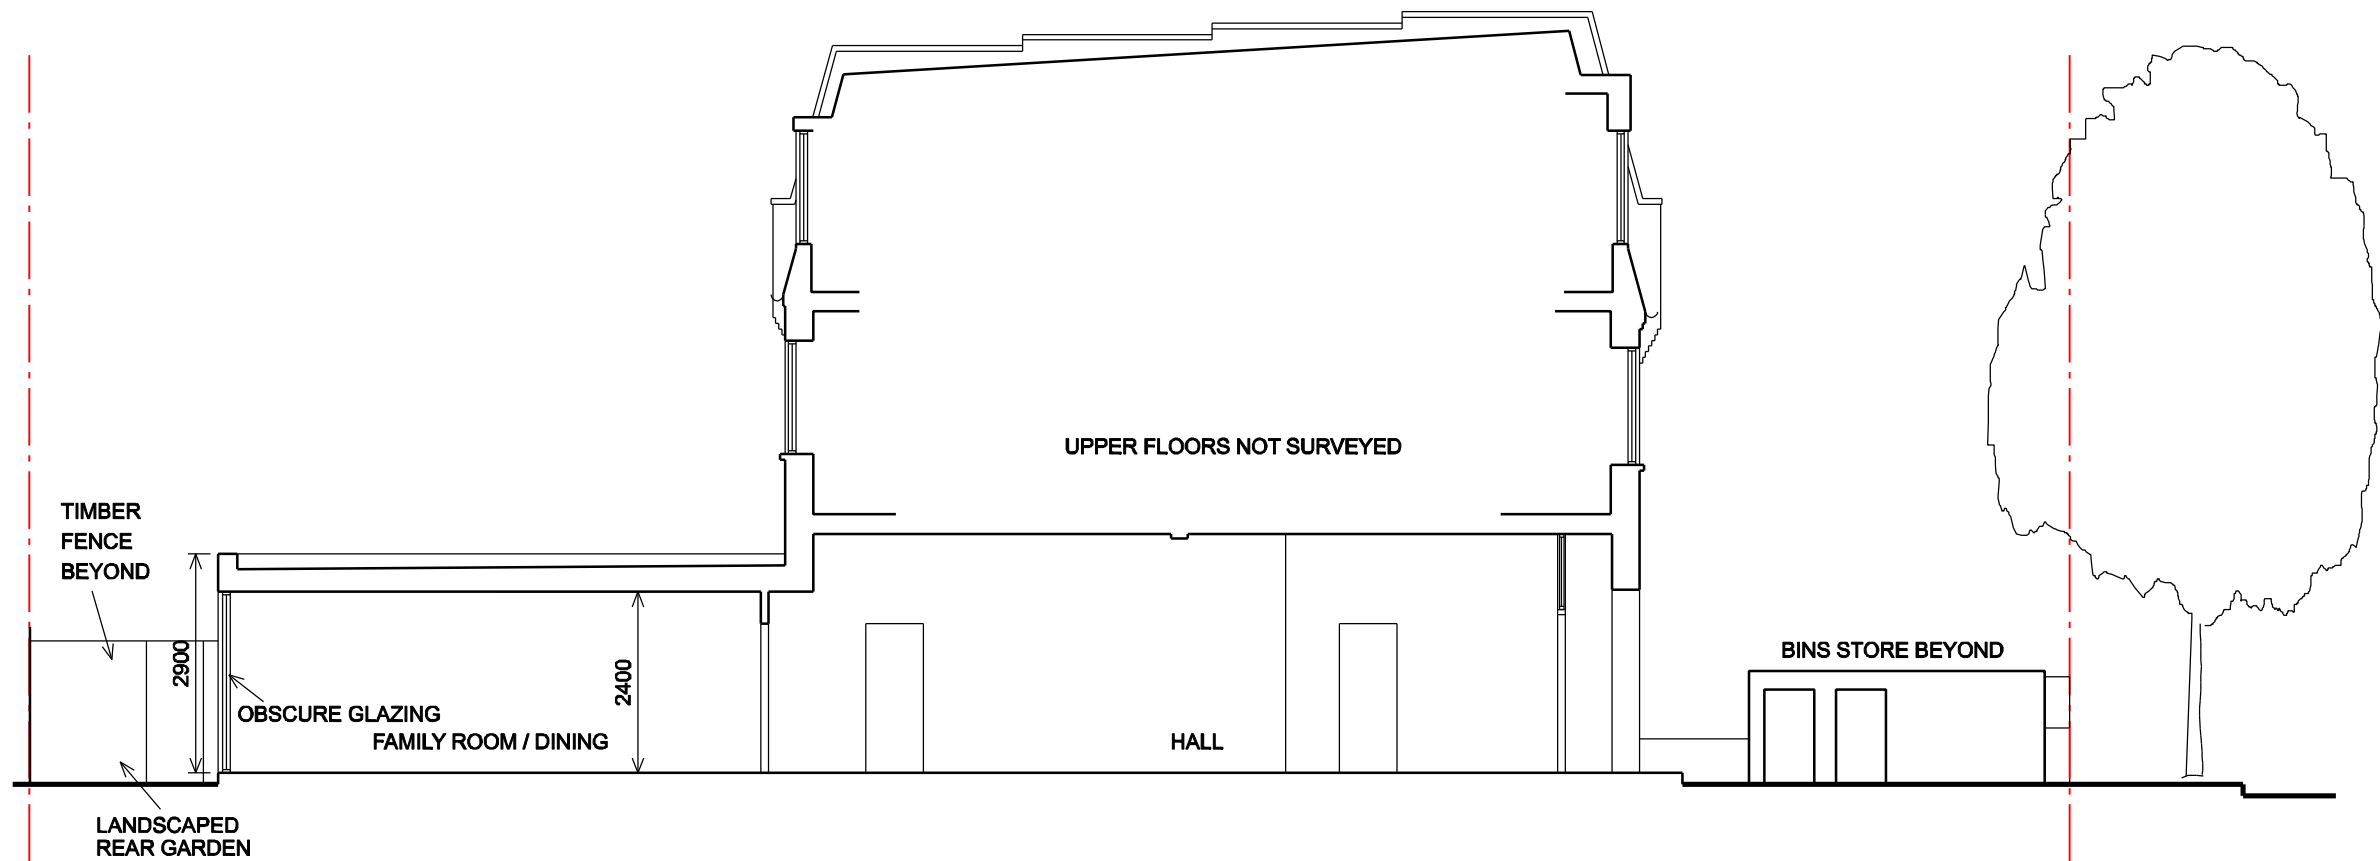 UPPER FLOORS NOT SURVEYED
TIMBER
FENCE
BEYOND
2900
2400
OBSCURE GLAZING
FAMILY ROOM / DINING
HALL
BINS STORE BEYOND
LANDSCAPED
REAR GARDEN